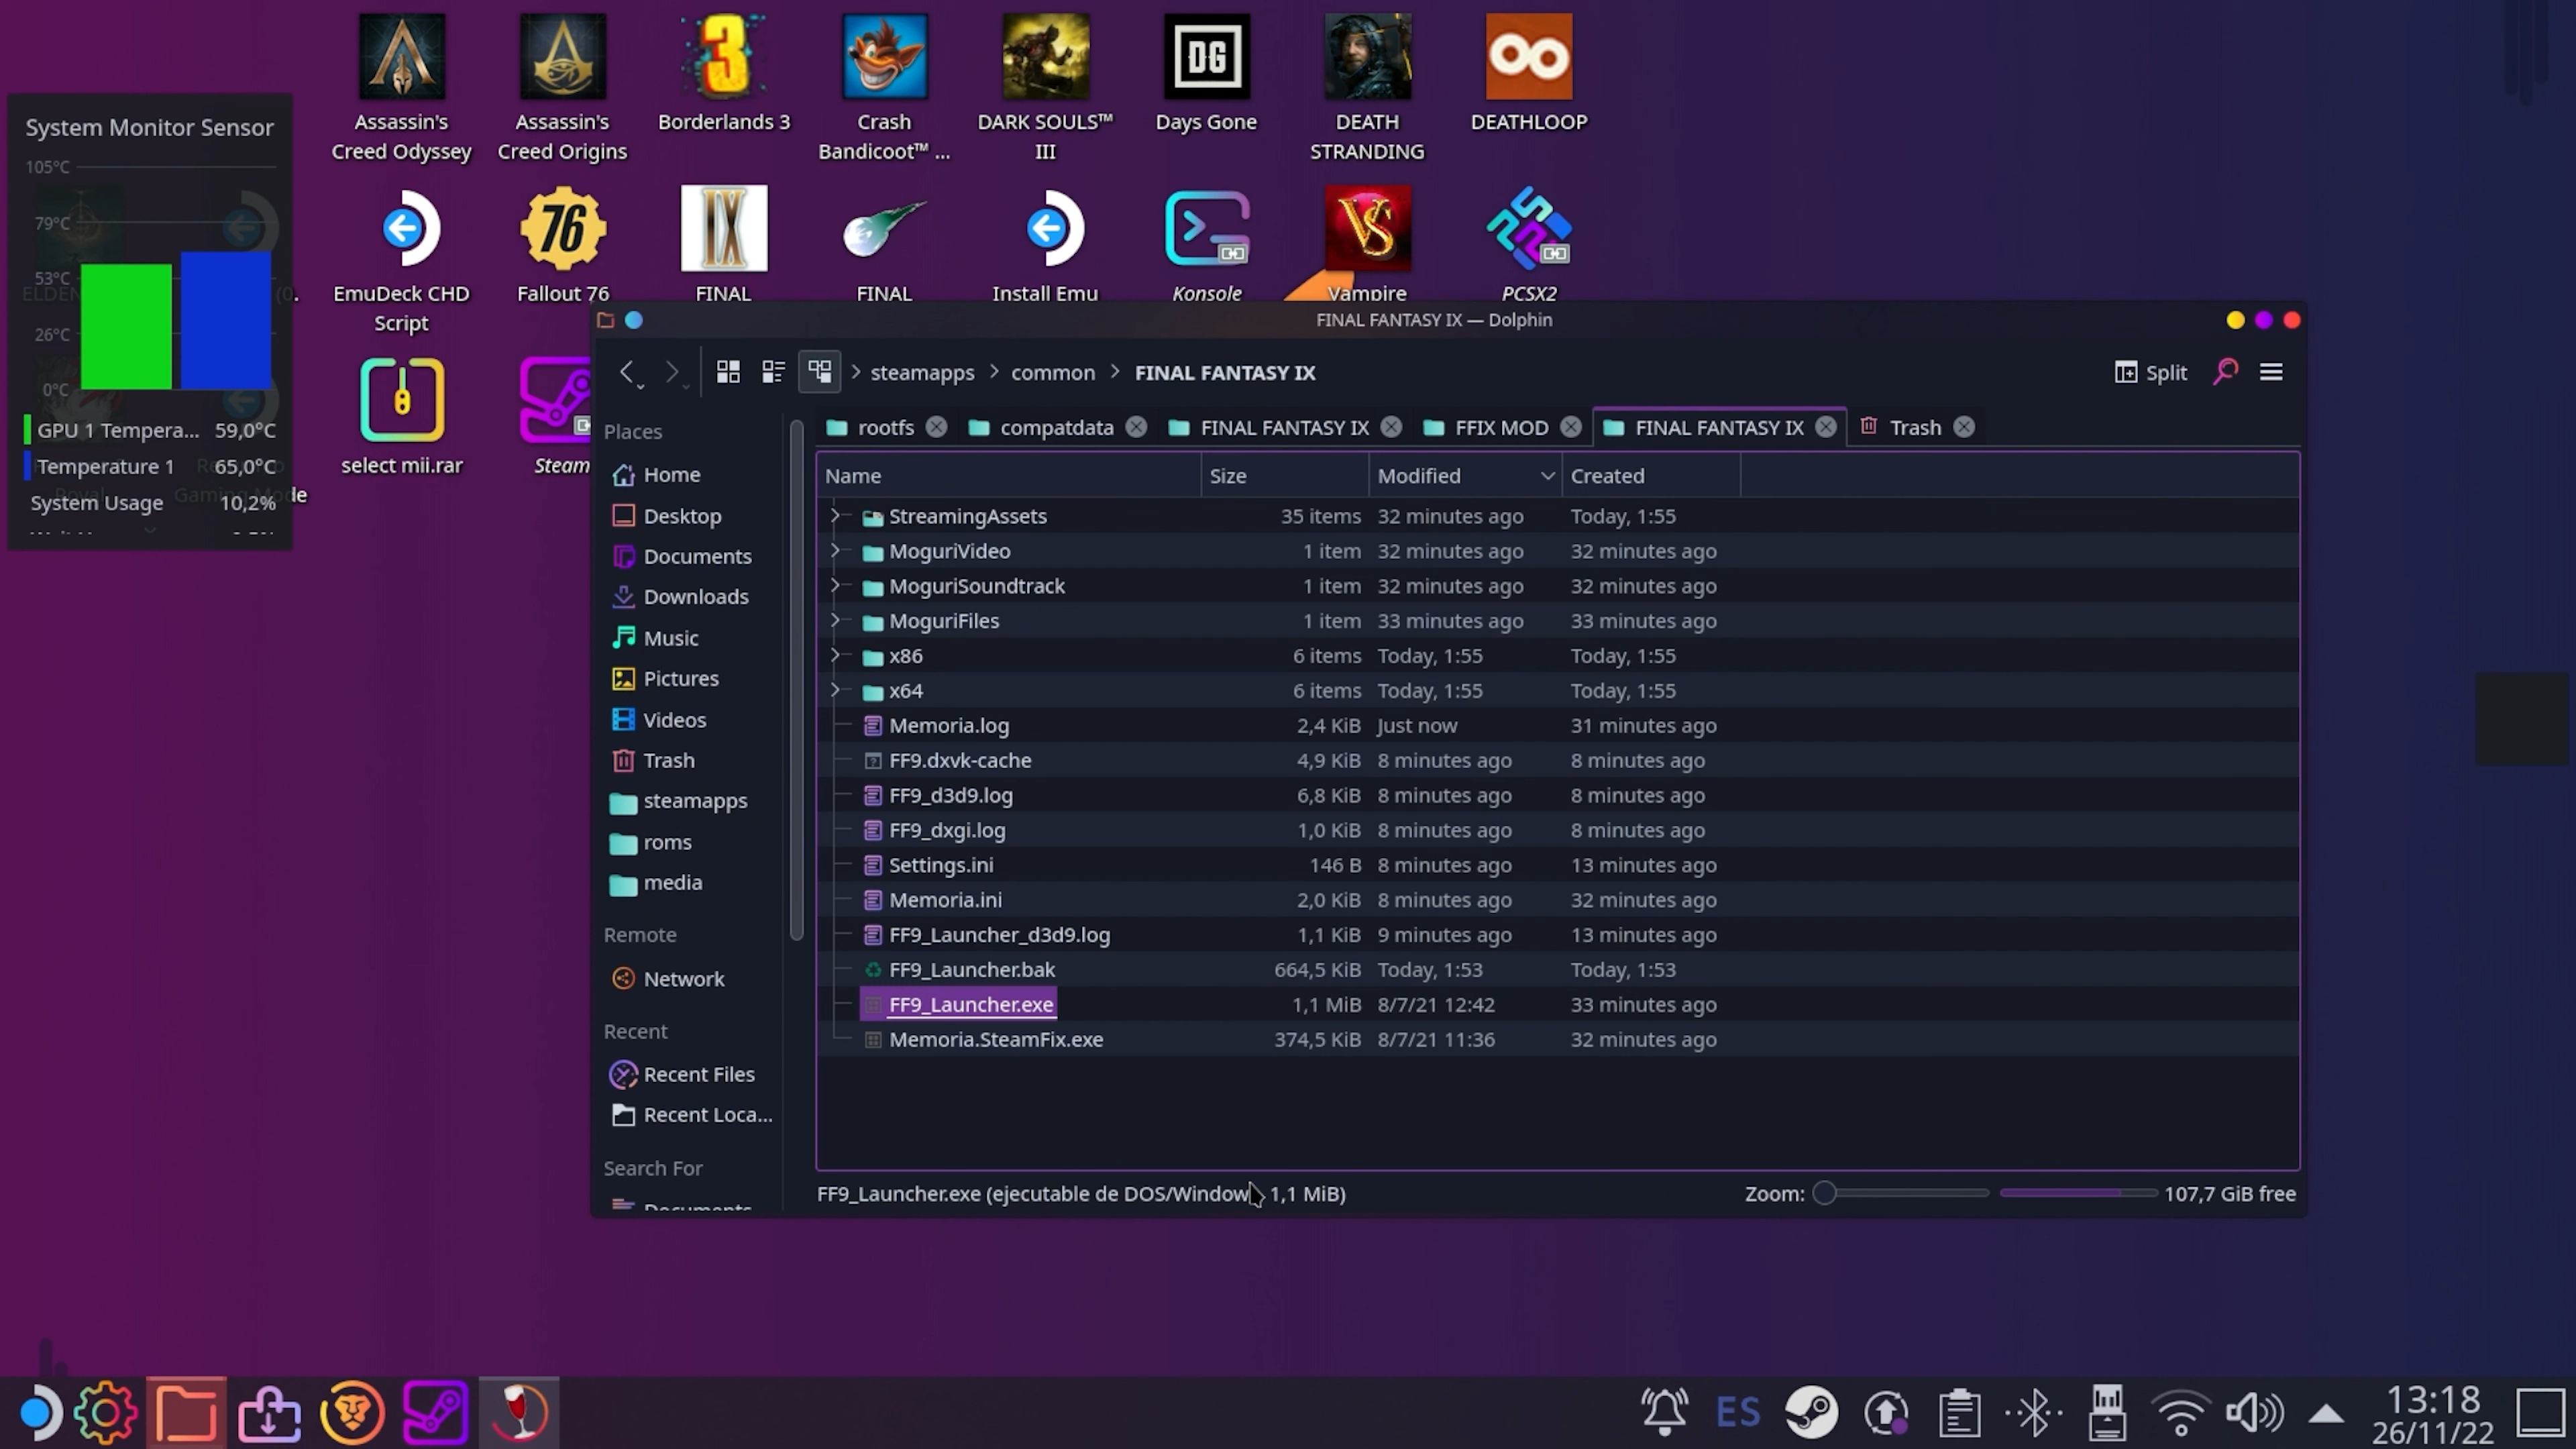 Assassin's
Creed Odyssey
Assassin's
Creed Origins
3
Borderlands 3
Crash
Bandicoot™ ...
DARK SOULS™
III
DG
Days Gone
DEATH
STRANDING
DEATHLOOP
System Monitor Sensor
105°C
79°C
53°C
26°C
0°C
GPU 1 Tempera... 59,0°C
Temperature 1 65,0°C
System Usage 10,2%
EmuDeck CHD
Script
76
Fallout 76
IX
FINAL
FINAL
Install Emu
Konsole
VS
Vampire
PCSX2
select mii.rar
Steam
FINAL FANTASY IX — Dolphin
> steamapps > common > FINAL FANTASY IX
Split
rootfs
compatdata
FINAL FANTASY IX
FFIX MOD
FINAL FANTASY IX
Trash
Places
Home
Desktop
Documents
Downloads
Music
Pictures
Videos
Trash
steamapps
roms
media
Remote
Network
Recent
Recent Files
Recent Loca...
Search For
Documents
Name Size Modified Created
StreamingAssets 35 items 32 minutes ago Today, 1:55
MoguriVideo 1 item 32 minutes ago 32 minutes ago
MoguriSoundtrack 1 item 32 minutes ago 32 minutes ago
MoguriFiles 1 item 33 minutes ago 33 minutes ago
x86 6 items Today, 1:55 Today, 1:55
x64 6 items Today, 1:55 Today, 1:55
Memoria.log 2,4 KiB Just now 31 minutes ago
FF9.dxvk-cache 4,9 KiB 8 minutes ago 8 minutes ago
FF9_d3d9.log 6,8 KiB 8 minutes ago 8 minutes ago
FF9_dxgi.log 1,0 KiB 8 minutes ago 8 minutes ago
Settings.ini 146 B 8 minutes ago 13 minutes ago
Memoria.ini 2,0 KiB 8 minutes ago 32 minutes ago
FF9_Launcher_d3d9.log 1,1 KiB 9 minutes ago 13 minutes ago
FF9_Launcher.bak 664,5 KiB Today, 1:53 Today, 1:53
FF9_Launcher.exe 1,1 MiB 8/7/21 12:42 33 minutes ago
Memoria.SteamFix.exe 374,5 KiB 8/7/21 11:36 32 minutes ago
FF9_Launcher.exe (ejecutable de DOS/Window 1,1 MiB)
Zoom:
107,7 GiB free
ES
13:18
26/11/22